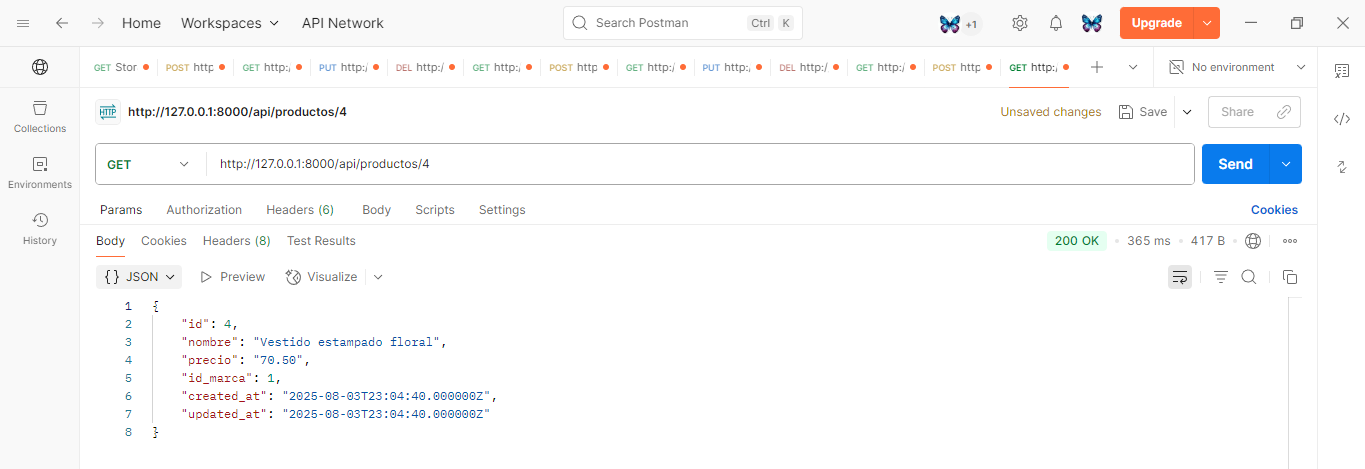 Home Workspaces API Network Search Postman Ctrl K +1 Upgrade
GET Stor POST http GET http:/ PUT http:/ DEL http:/ GET http:/ POST http GET http:/ PUT http:/ DEL http:/ GET http:/ POST http GET http:/ No environment
HTTP http://127.0.0.1:8000/api/productos/4 Unsaved changes Save Share
Collections
GET http://127.0.0.1:8000/api/productos/4 Send
Environments
Params Authorization Headers (6) Body Scripts Settings Cookies
History
Body Cookies Headers (8) Test Results 200 OK • 365 ms • 417 B
{} JSON Preview Visualize
1 {
2 "id": 4,
3 "nombre": "Vestido estampado floral",
4 "precio": "70.50",
5 "id_marca": 1,
6 "created_at": "2025-08-03T23:04:40.000000Z",
7 "updated_at": "2025-08-03T23:04:40.000000Z"
8 }